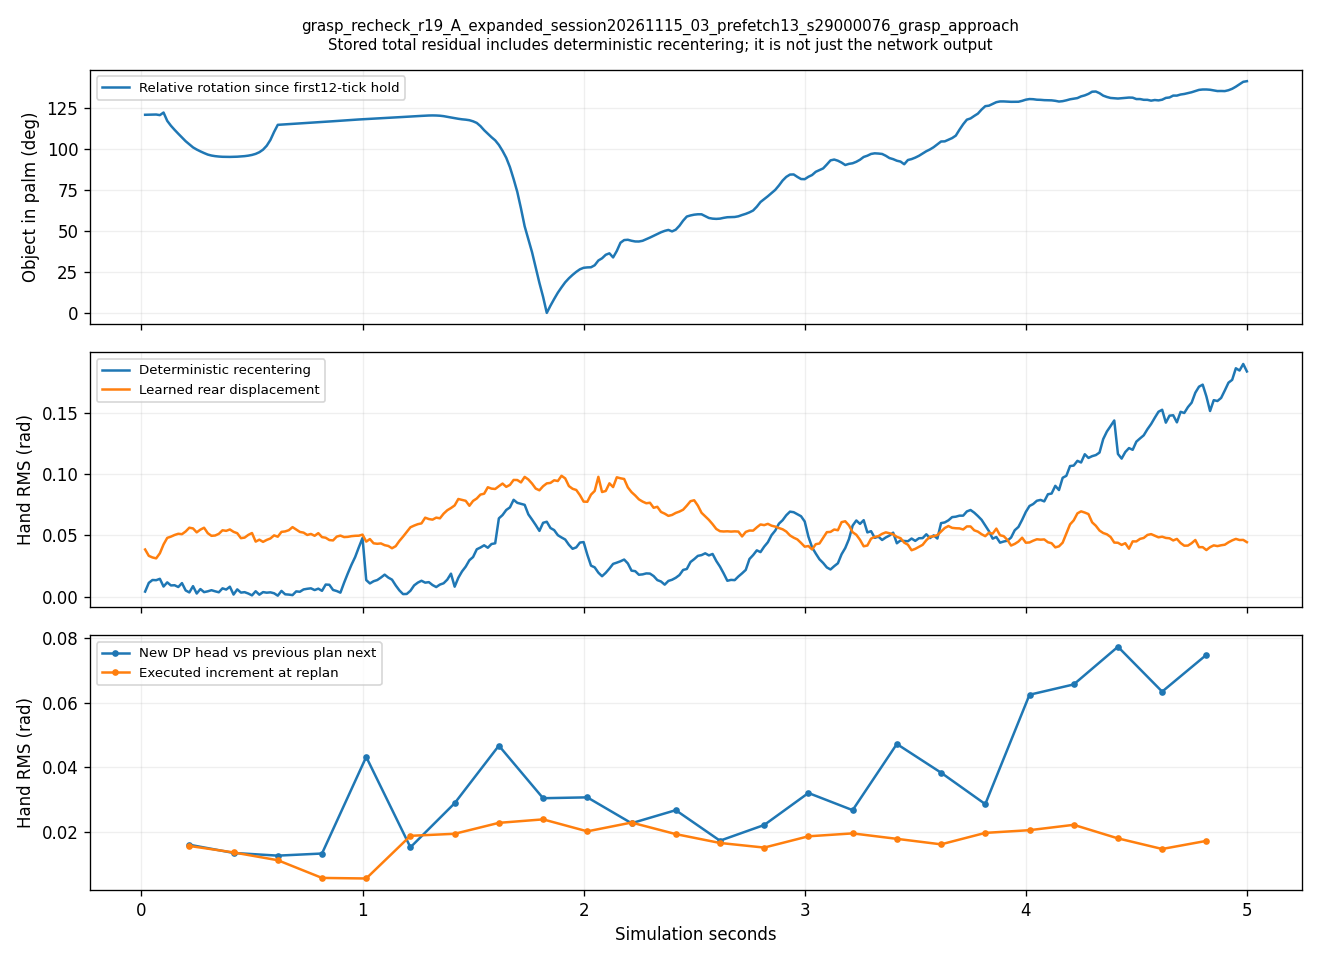 grasp_recheck_r19_A_expanded_session20261115_03_prefetch13_s29000076_grasp_approach
Stored total residual includes deterministic recentering; it is not just the network output
Relative rotation since first12-tick hold
Object in palm (deg)
125
100
75
50
25
0
Deterministic recentering
Learned rear displacement
Hand RMS (rad)
0.15
0.10
0.05
0.00
New DP head vs previous plan next
Executed increment at replan
Hand RMS (rad)
0.08
0.06
0.04
0.02
0 1 2 3 4 5
Simulation seconds